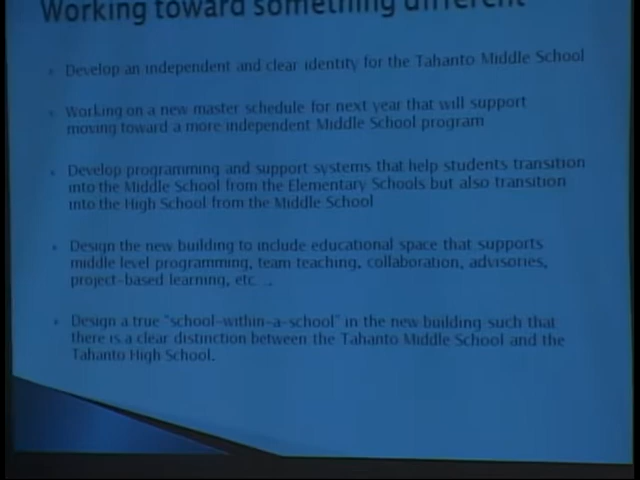 Working toward something different
Develop an independent and clear identity for the Tahanto Middle School
Working on a new master schedule for next year that will support
moving toward a more independent Middle School program
Develop programming and support systems that help students transition
into the Middle School from the Elementary Schools but also transition
into the High School from the Middle School
Design the new building to include educational space that supports
middle level programming, team teaching, collaboration, advisories,
project-based learning, etc ...
Design a true "school-within-a-school" in the new building such that
there is a clear distinction between the Tahanto Middle School and the
Tahanto High School.